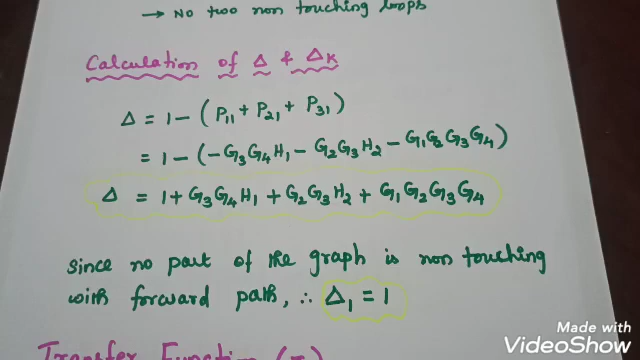 → No two non touching loops
Calculation of Δ & ΔK
Δ = 1 - (P11 + P21 + P31)
= 1 - (-G3G4H1 - G2G3H2 - G1G2G3G4)
Δ = 1 + G3G4H1 + G2G3H2 + G1G2G3G4
since no part of the graph is non touching
with forward path, ∴ Δ1 = 1
Transfer Function
Made with
VideoShow